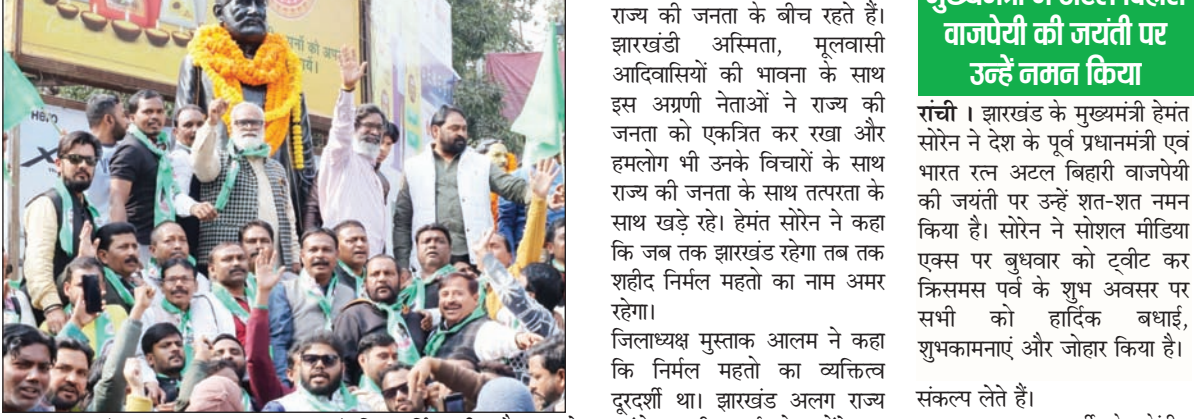 HERO
नों को अपना
यें।
राज्य की जनता के बीच रहते हैं।
झारखंडी अस्मिता, मूलवासी
आदिवासियों की भावना के साथ
इस अग्रणी नेताओं ने राज्य की
जनता को एकत्रित कर रखा और
हमलोग भी उनके विचारों के साथ
राज्य की जनता के साथ तत्परता के
साथ खड़े रहे। हेमंत सोरेन ने कहा
कि जब तक झारखंड रहेगा तब तक
शहीद निर्मल महतो का नाम अमर
रहेगा।
जिलाध्यक्ष मुस्ताक आलम ने कहा
कि निर्मल महतो का व्यक्तित्व
दूरदर्शी था। झारखंड अलग राज्य
मुख्यमंत्री ने अटल बिहारी
वाजपेयी की जयंती पर
उन्हें नमन किया
रांची । झारखंड के मुख्यमंत्री हेमंत
सोरेन ने देश के पूर्व प्रधानमंत्री एवं
भारत रत्न अटल बिहारी वाजपेयी
की जयंती पर उन्हें शत-शत नमन
किया है। सोरेन ने सोशल मीडिया
एक्स पर बुधवार को ट्वीट कर
क्रिसमस पर्व के शुभ अवसर पर
सभी को हार्दिक बधाई,
शुभकामनाएं और जोहार किया है।
संकल्प लेते हैं।